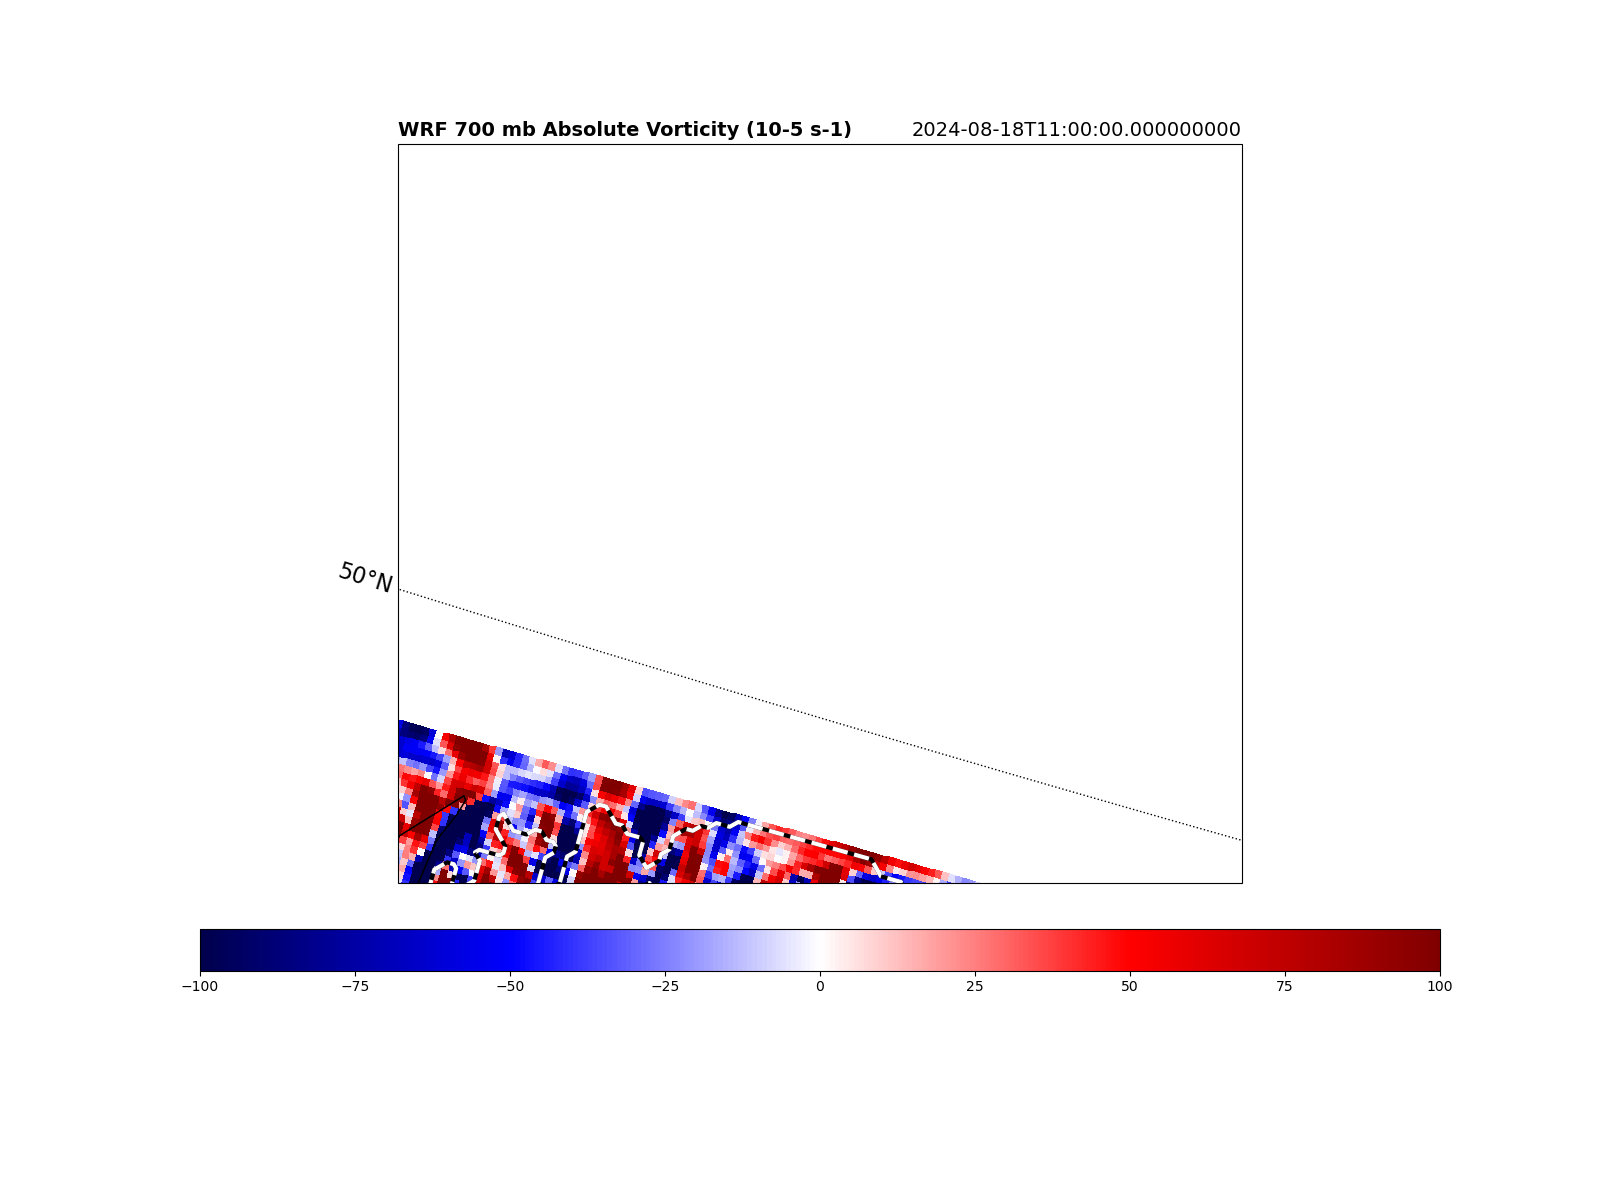 WRF 700 mb Absolute Vorticity (10-5 s-1) 2024-08-18T11:00:00.000000000
50°N
−100 −75 −50 −25 0 25 50 75 100